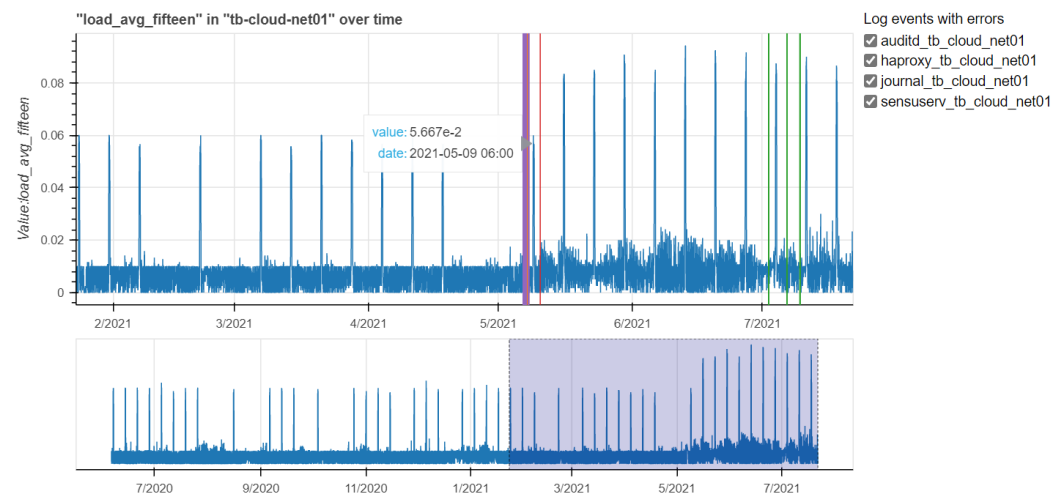 "load_avg_fifteen" in "tb-cloud-net01" over time
Log events with errors
auditd_tb_cloud_net01
haproxy_tb_cloud_net01
journal_tb_cloud_net01
sensuserv_tb_cloud_net01
Value:load_avg_fifteen
0.08
0.06
0.04
0.02
0
value: 5.667e-2
date: 2021-05-09 06:00
2/2021 3/2021 4/2021 5/2021 6/2021 7/2021
7/2020 9/2020 11/2020 1/2021 3/2021 5/2021 7/2021